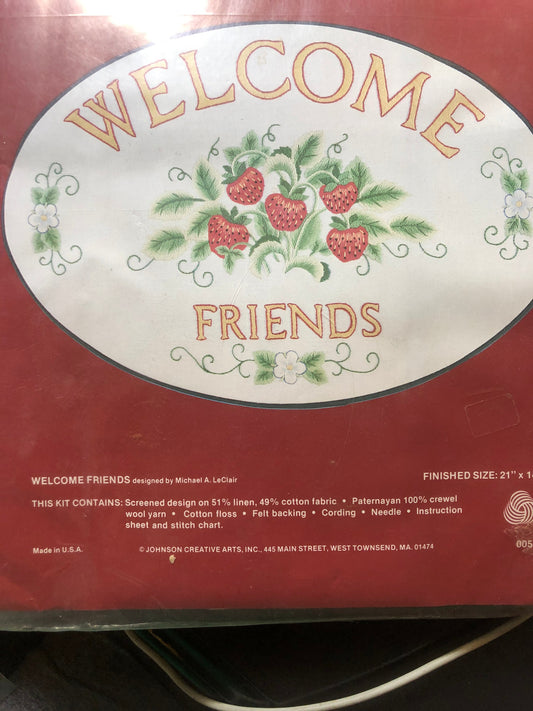 WELCOME
FRIENDS
WELCOME FRIENDS designed by Michael A. LeClair
FINISHED SIZE: 21" x
THIS KIT CONTAINS: Screened design on 51% linen, 49% cotton fabric • Paternayan 100% crewel
wool yarn • Cotton floss • Felt backing • Cording • Needle • Instruction
sheet and stitch chart.
Made in U.S.A.
© JOHNSON CREATIVE ARTS, INC., 445 MAIN STREET, WEST TOWNSEND, MA. 01474